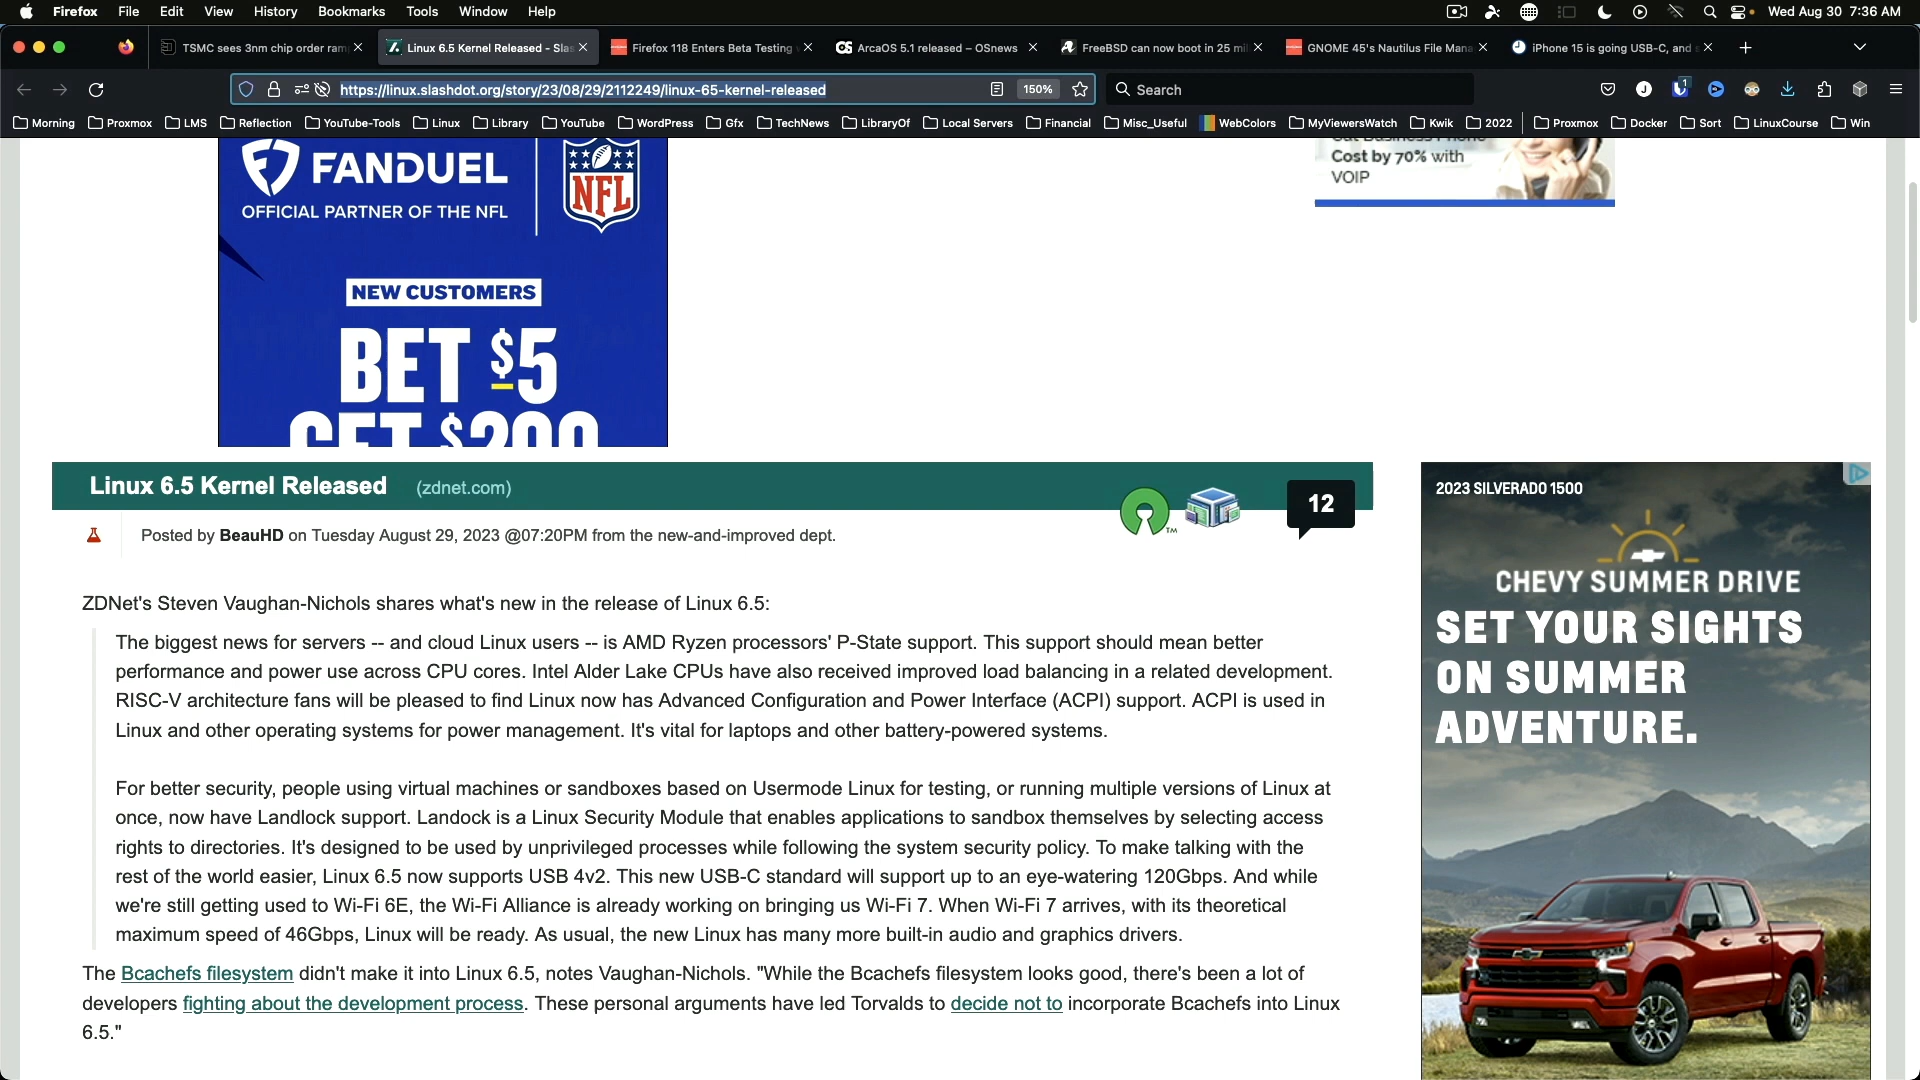 Firefox File Edit View History Bookmarks Tools Window Help Wed Aug 30 7:36 AM
TSMC sees 3nm chip order ram Linux 6.5 Kernel Released - Slas Firefox 118 Enters Beta Testing ArcaOS 5.1 released – OSnews FreeBSD can now boot in 25 mil GNOME 45's Nautilus File Mana iPhone 15 is going USB-C, and
https://linux.slashdot.org/story/23/08/29/2112249/linux-65-kernel-released 150% Search 1
Morning Proxmox LMS Reflection YouTube-Tools Linux Library YouTube WordPress Gfx TechNews LibraryOf Local Servers Financial Misc_Useful WebColors MyViewersWatch Kwik 2022 Proxmox Docker Sort LinuxCourse Win
FANDUEL
OFFICIAL PARTNER OF THE NFL
NFL
NEW CUSTOMERS
BET $5
GET $200
Cut Business Phone
Cost by 70% with
VOIP
Linux 6.5 Kernel Released (zdnet.com)
TM
12
Posted by BeauHD on Tuesday August 29, 2023 @07:20PM from the new-and-improved dept.
ZDNet's Steven Vaughan-Nichols shares what's new in the release of Linux 6.5:
The biggest news for servers -- and cloud Linux users -- is AMD Ryzen processors' P-State support. This support should mean better
performance and power use across CPU cores. Intel Alder Lake CPUs have also received improved load balancing in a related development.
RISC-V architecture fans will be pleased to find Linux now has Advanced Configuration and Power Interface (ACPI) support. ACPI is used in
Linux and other operating systems for power management. It's vital for laptops and other battery-powered systems.
For better security, people using virtual machines or sandboxes based on Usermode Linux for testing, or running multiple versions of Linux at
once, now have Landlock support. Landock is a Linux Security Module that enables applications to sandbox themselves by selecting access
rights to directories. It's designed to be used by unprivileged processes while following the system security policy. To make talking with the
rest of the world easier, Linux 6.5 now supports USB 4v2. This new USB-C standard will support up to an eye-watering 120Gbps. And while
we're still getting used to Wi-Fi 6E, the Wi-Fi Alliance is already working on bringing us Wi-Fi 7. When Wi-Fi 7 arrives, with its theoretical
maximum speed of 46Gbps, Linux will be ready. As usual, the new Linux has many more built-in audio and graphics drivers.
The Bcachefs filesystem didn't make it into Linux 6.5, notes Vaughan-Nichols. "While the Bcachefs filesystem looks good, there's been a lot of
developers fighting about the development process. These personal arguments have led Torvalds to decide not to incorporate Bcachefs into Linux
6.5."
2023 SILVERADO 1500
CHEVY SUMMER DRIVE
SET YOUR SIGHTS
ON SUMMER
ADVENTURE.